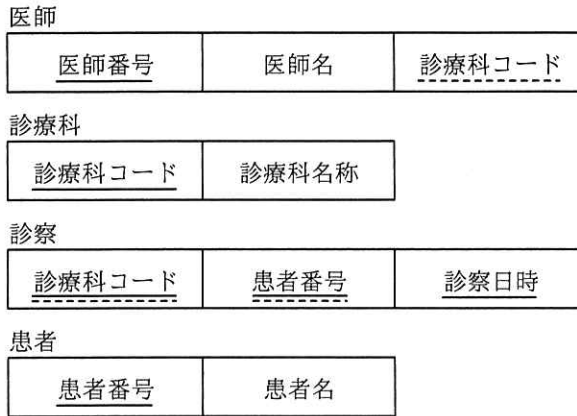 医師
医師番号 医師名 診療科コード
診療科
診療科コード 診療科名称
診察
診療科コード 患者番号 診察日時
患者
患者番号 患者名